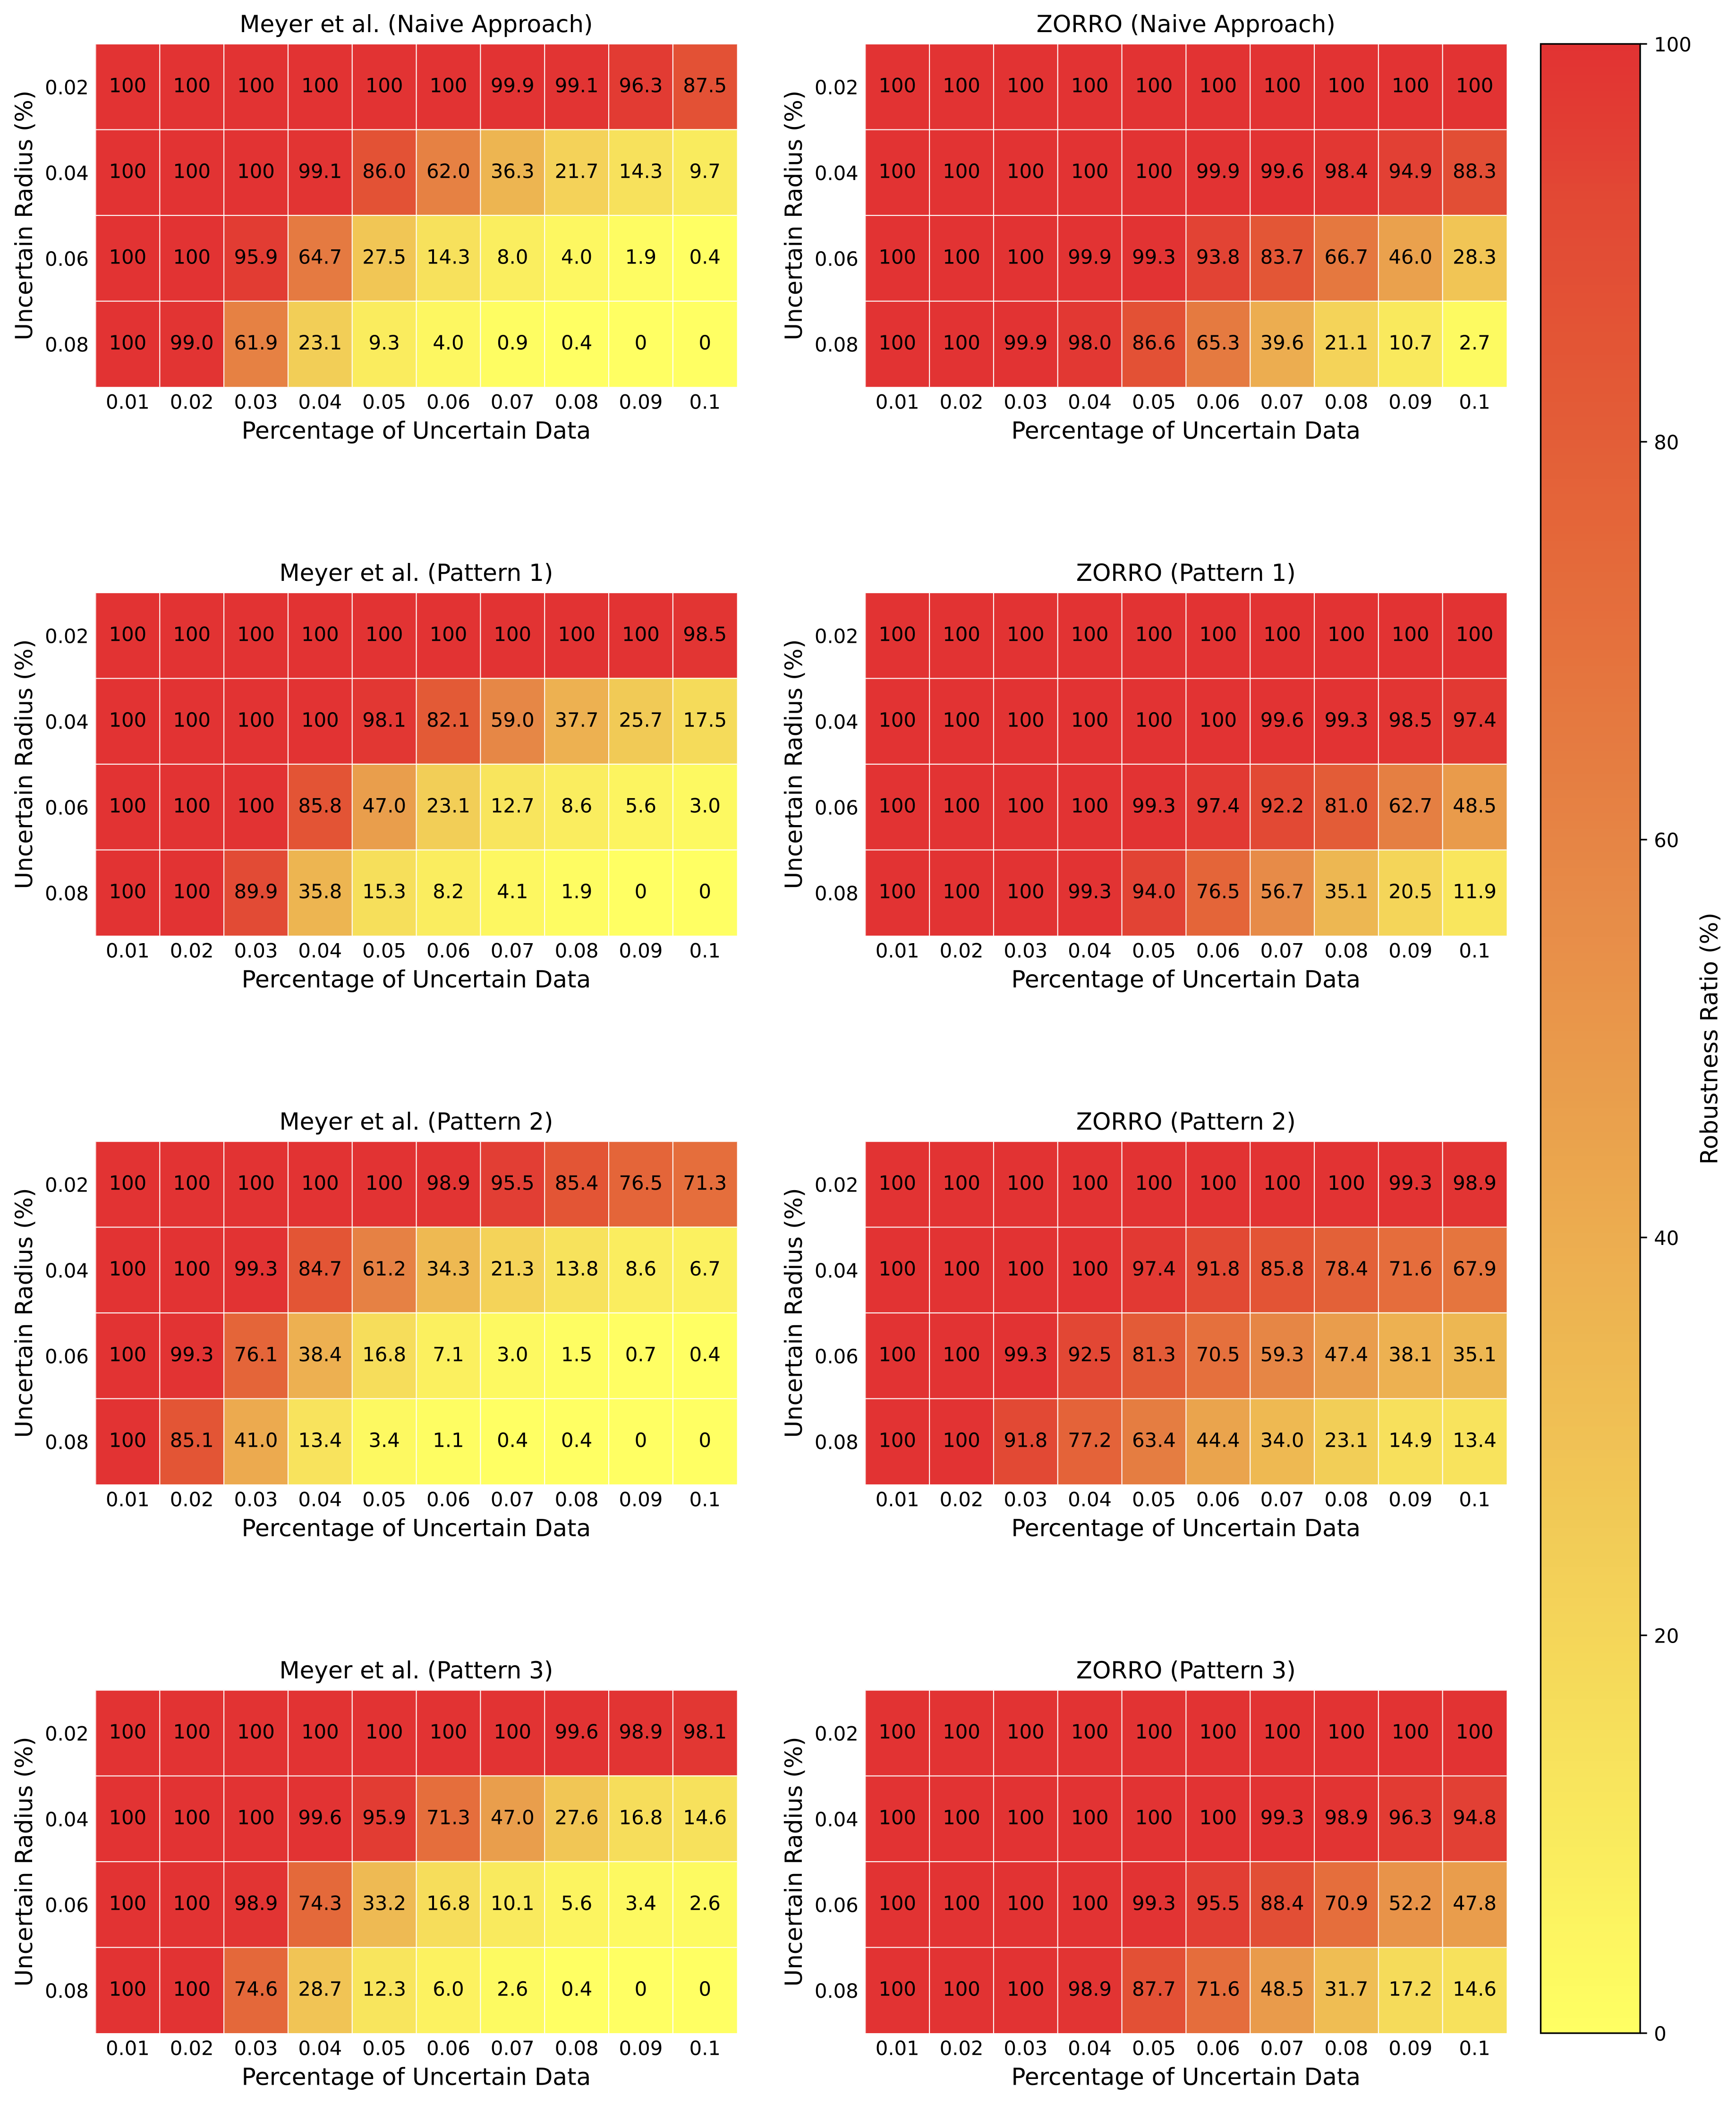 Meyer et al. (Naive Approach)
Uncertain Radius (%)
0.02 100 100 100 100 100 100 99.9 99.1 96.3 87.5
0.04 100 100 100 99.1 86.0 62.0 36.3 21.7 14.3 9.7
0.06 100 100 95.9 64.7 27.5 14.3 8.0 4.0 1.9 0.4
0.08 100 99.0 61.9 23.1 9.3 4.0 0.9 0.4 0 0
0.01 0.02 0.03 0.04 0.05 0.06 0.07 0.08 0.09 0.1
Percentage of Uncertain Data
ZORRO (Naive Approach)
Uncertain Radius (%)
0.02 100 100 100 100 100 100 100 100 100 100
0.04 100 100 100 100 100 99.9 99.6 98.4 94.9 88.3
0.06 100 100 100 99.9 99.3 93.8 83.7 66.7 46.0 28.3
0.08 100 100 99.9 98.0 86.6 65.3 39.6 21.1 10.7 2.7
0.01 0.02 0.03 0.04 0.05 0.06 0.07 0.08 0.09 0.1
Percentage of Uncertain Data
Meyer et al. (Pattern 1)
Uncertain Radius (%)
0.02 100 100 100 100 100 100 100 100 100 98.5
0.04 100 100 100 100 98.1 82.1 59.0 37.7 25.7 17.5
0.06 100 100 100 85.8 47.0 23.1 12.7 8.6 5.6 3.0
0.08 100 100 89.9 35.8 15.3 8.2 4.1 1.9 0 0
0.01 0.02 0.03 0.04 0.05 0.06 0.07 0.08 0.09 0.1
Percentage of Uncertain Data
ZORRO (Pattern 1)
Uncertain Radius (%)
0.02 100 100 100 100 100 100 100 100 100 100
0.04 100 100 100 100 100 100 99.6 99.3 98.5 97.4
0.06 100 100 100 100 99.3 97.4 92.2 81.0 62.7 48.5
0.08 100 100 100 99.3 94.0 76.5 56.7 35.1 20.5 11.9
0.01 0.02 0.03 0.04 0.05 0.06 0.07 0.08 0.09 0.1
Percentage of Uncertain Data
Meyer et al. (Pattern 2)
Uncertain Radius (%)
0.02 100 100 100 100 100 98.9 95.5 85.4 76.5 71.3
0.04 100 100 99.3 84.7 61.2 34.3 21.3 13.8 8.6 6.7
0.06 100 99.3 76.1 38.4 16.8 7.1 3.0 1.5 0.7 0.4
0.08 100 85.1 41.0 13.4 3.4 1.1 0.4 0.4 0 0
0.01 0.02 0.03 0.04 0.05 0.06 0.07 0.08 0.09 0.1
Percentage of Uncertain Data
ZORRO (Pattern 2)
Uncertain Radius (%)
0.02 100 100 100 100 100 100 100 100 99.3 98.9
0.04 100 100 100 100 97.4 91.8 85.8 78.4 71.6 67.9
0.06 100 100 99.3 92.5 81.3 70.5 59.3 47.4 38.1 35.1
0.08 100 100 91.8 77.2 63.4 44.4 34.0 23.1 14.9 13.4
0.01 0.02 0.03 0.04 0.05 0.06 0.07 0.08 0.09 0.1
Percentage of Uncertain Data
Meyer et al. (Pattern 3)
Uncertain Radius (%)
0.02 100 100 100 100 100 100 100 99.6 98.9 98.1
0.04 100 100 100 99.6 95.9 71.3 47.0 27.6 16.8 14.6
0.06 100 100 98.9 74.3 33.2 16.8 10.1 5.6 3.4 2.6
0.08 100 100 74.6 28.7 12.3 6.0 2.6 0.4 0 0
0.01 0.02 0.03 0.04 0.05 0.06 0.07 0.08 0.09 0.1
Percentage of Uncertain Data
ZORRO (Pattern 3)
Uncertain Radius (%)
0.02 100 100 100 100 100 100 100 100 100 100
0.04 100 100 100 100 100 100 99.3 98.9 96.3 94.8
0.06 100 100 100 100 99.3 95.5 88.4 70.9 52.2 47.8
0.08 100 100 100 98.9 87.7 71.6 48.5 31.7 17.2 14.6
0.01 0.02 0.03 0.04 0.05 0.06 0.07 0.08 0.09 0.1
Percentage of Uncertain Data
100
80
60
40
20
0
Robustness Ratio (%)